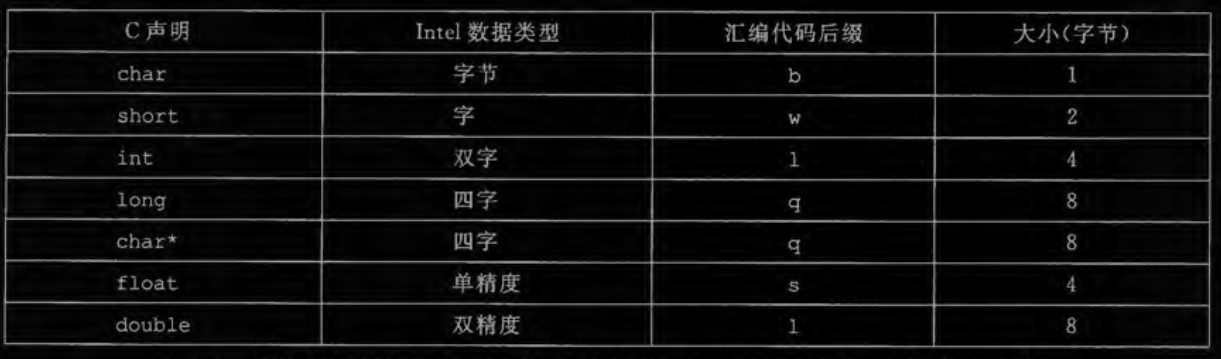 C声明 Intel 数据类型 汇编代码后缀 大小(字节)
char 字节 b 1
short 字 w 2
int 双字 l 4
long 四字 q 8
char* 四字 q 8
float 单精度 s 4
double 双精度 l 8